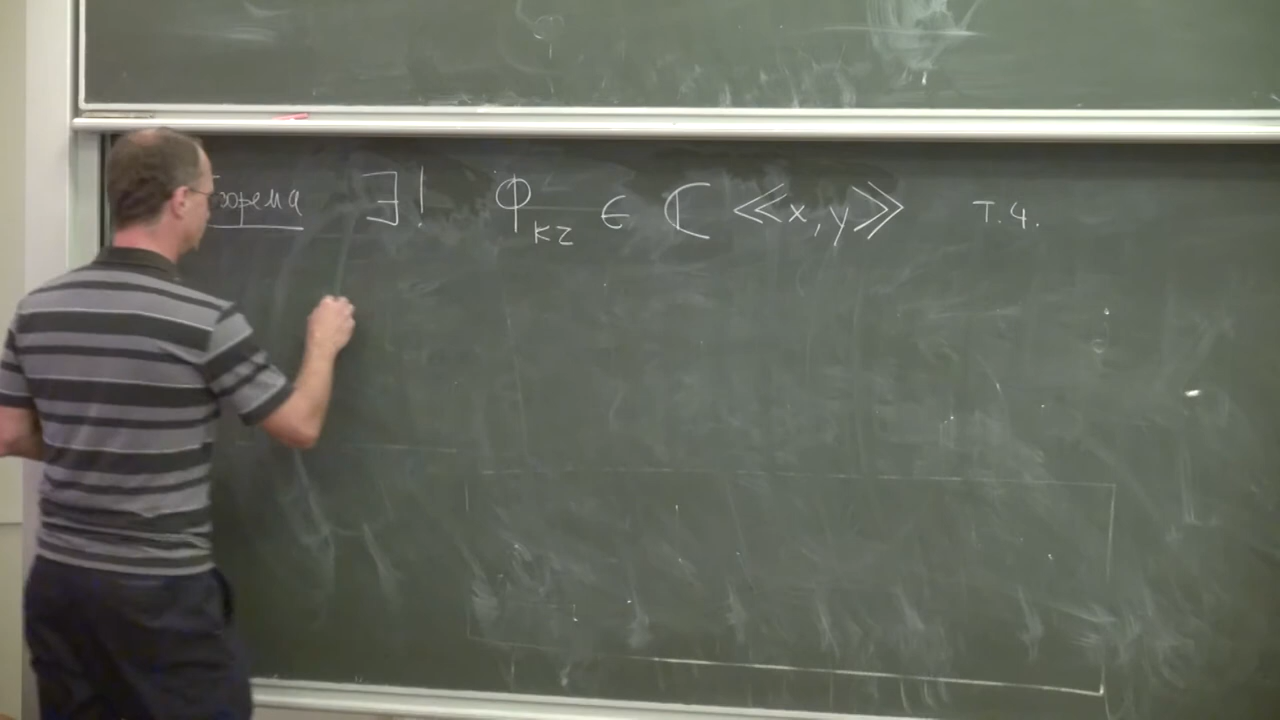 Теорема ∃! Φ_KZ ∈ ℂ ≪x,y≫ т.ч.